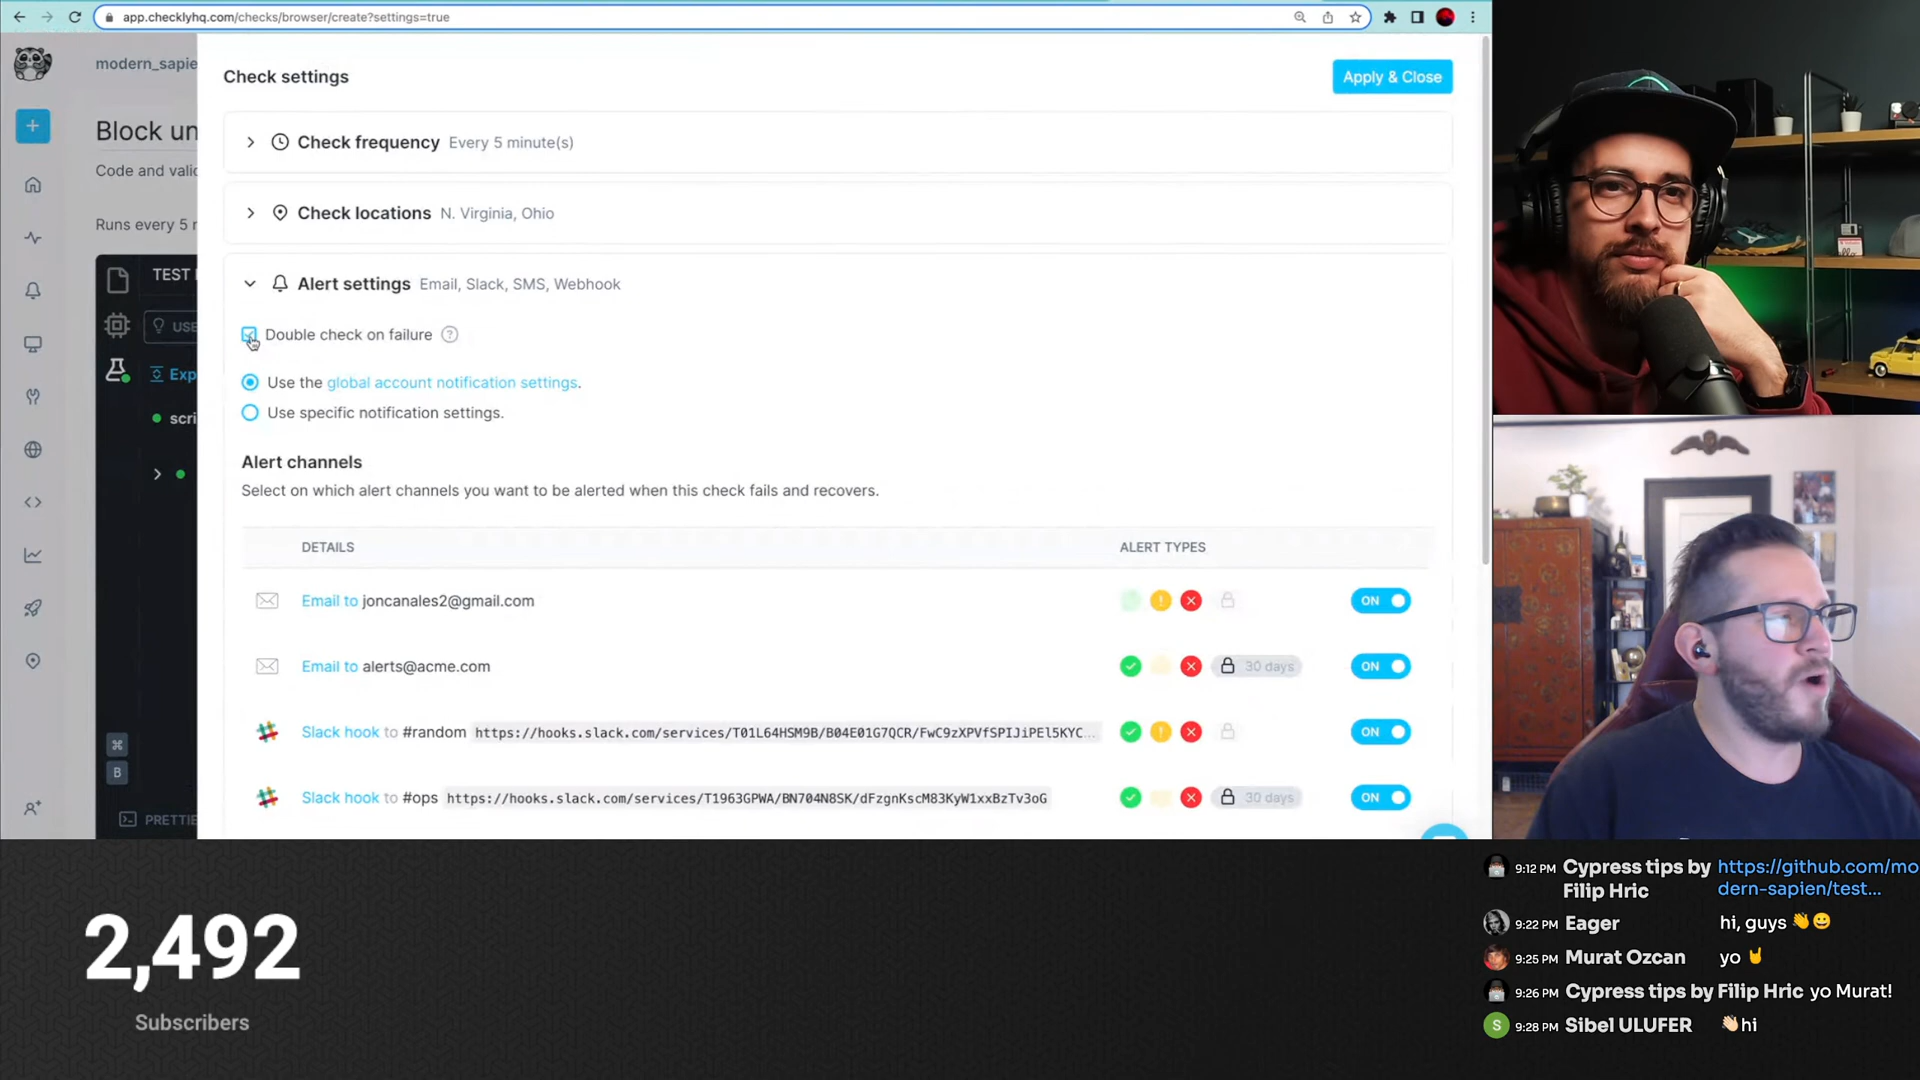 app.checklyhq.com/checks/browser/create?settings=true
modern_sapie
Check settings
Apply & Close
Block un
Code and valid
Runs every 5 r
Check frequency Every 5 minute(s)
Check locations N. Virginia, Ohio
Alert settings Email, Slack, SMS, Webhook
TEST
USE
Exp
scri
Double check on failure ?
Use the global account notification settings.
Use specific notification settings.
Alert channels
Select on which alert channels you want to be alerted when this check fails and recovers.
DETAILS ALERT TYPES
Email to joncanales2@gmail.com ON
Email to alerts@acme.com 30 days ON
Slack hook to #random https://hooks.slack.com/services/T01L64HSM9B/B04E01G7QCR/FwC9zXPVfSPIJiPEl5KYC... ON
Slack hook to #ops https://hooks.slack.com/services/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 30 days ON
⌘
B
PRETTIE
2,492
Subscribers
9:12 PM Cypress tips by Filip Hric https://github.com/mo
dern-sapien/test...
9:22 PM Eager hi, guys 👋😀
9:25 PM Murat Ozcan yo 🤘
9:26 PM Cypress tips by Filip Hric yo Murat!
S 9:28 PM Sibel ULUFER 👋🏻hi